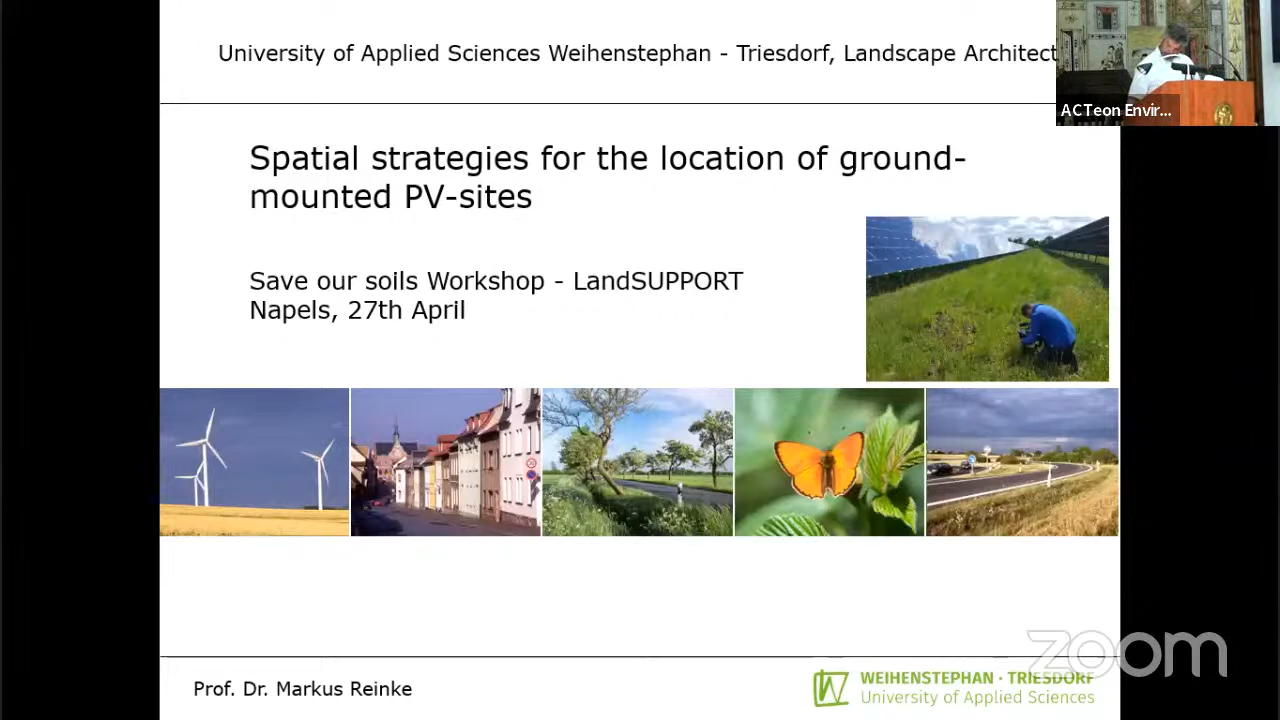 University of Applied Sciences Weihenstephan - Triesdorf, Landscape Architect
ACTeon Envir...
Spatial strategies for the location of ground-
mounted PV-sites
Save our soils Workshop - LandSUPPORT
Napels, 27th April
zoom
Prof. Dr. Markus Reinke
WEIHENSTEPHAN · TRIESDORF
University of Applied Sciences